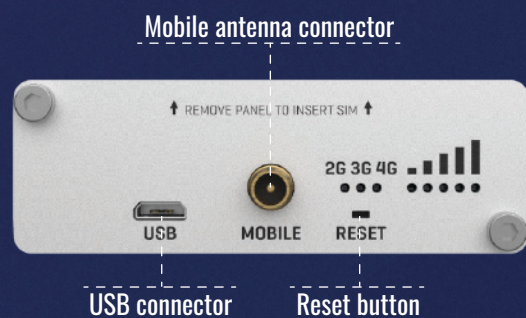 Mobile antenna connector
↑ REMOVE PANEL TO INSERT SIM ↑
2G 3G 4G
USB
MOBILE
RESET
USB connector
Reset button